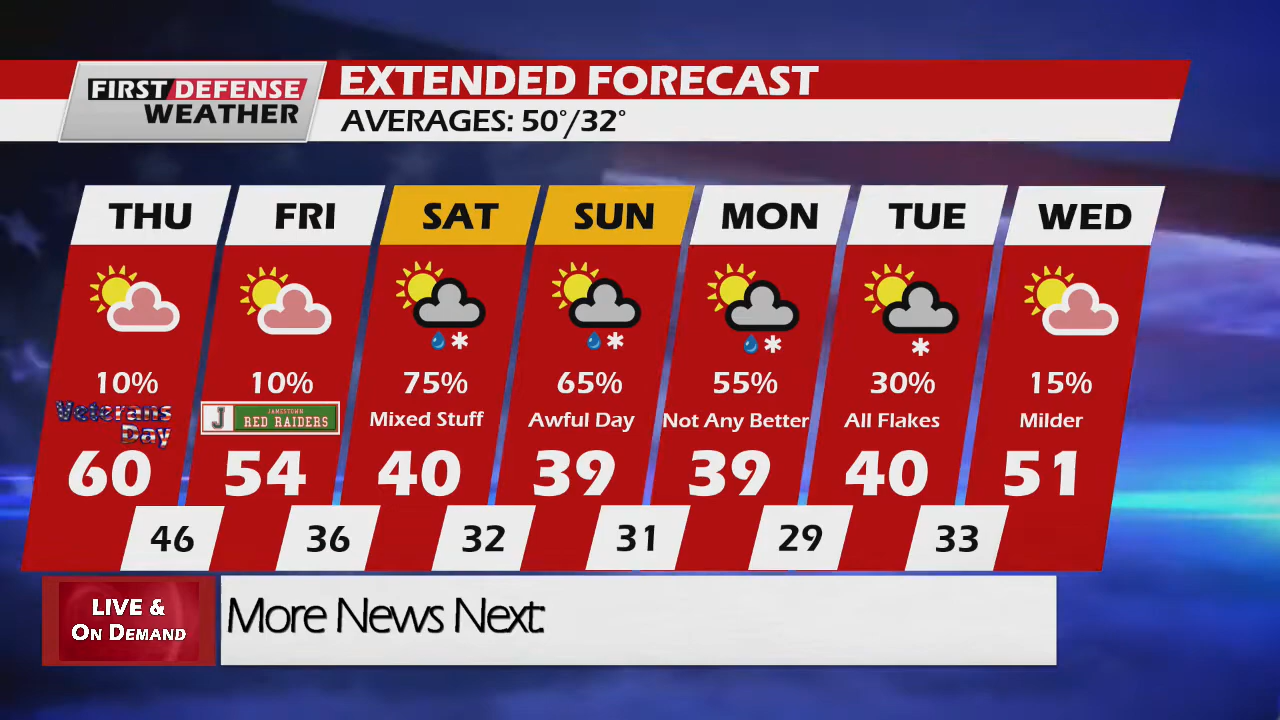 FIRST DEFENSE
WEATHER
EXTENDED FORECAST
AVERAGES: 50°/32°
THU
FRI
SAT
SUN
MON
TUE
WED
10%
10%
75%
65%
55%
30%
15%
Veterans
Day
J
JAMESTOWN
RED RAIDERS
Mixed Stuff
Awful Day
Not Any Better
All Flakes
Milder
60
54
40
39
39
40
51
46
36
32
31
29
33
LIVE &
ON DEMAND
More News Next: